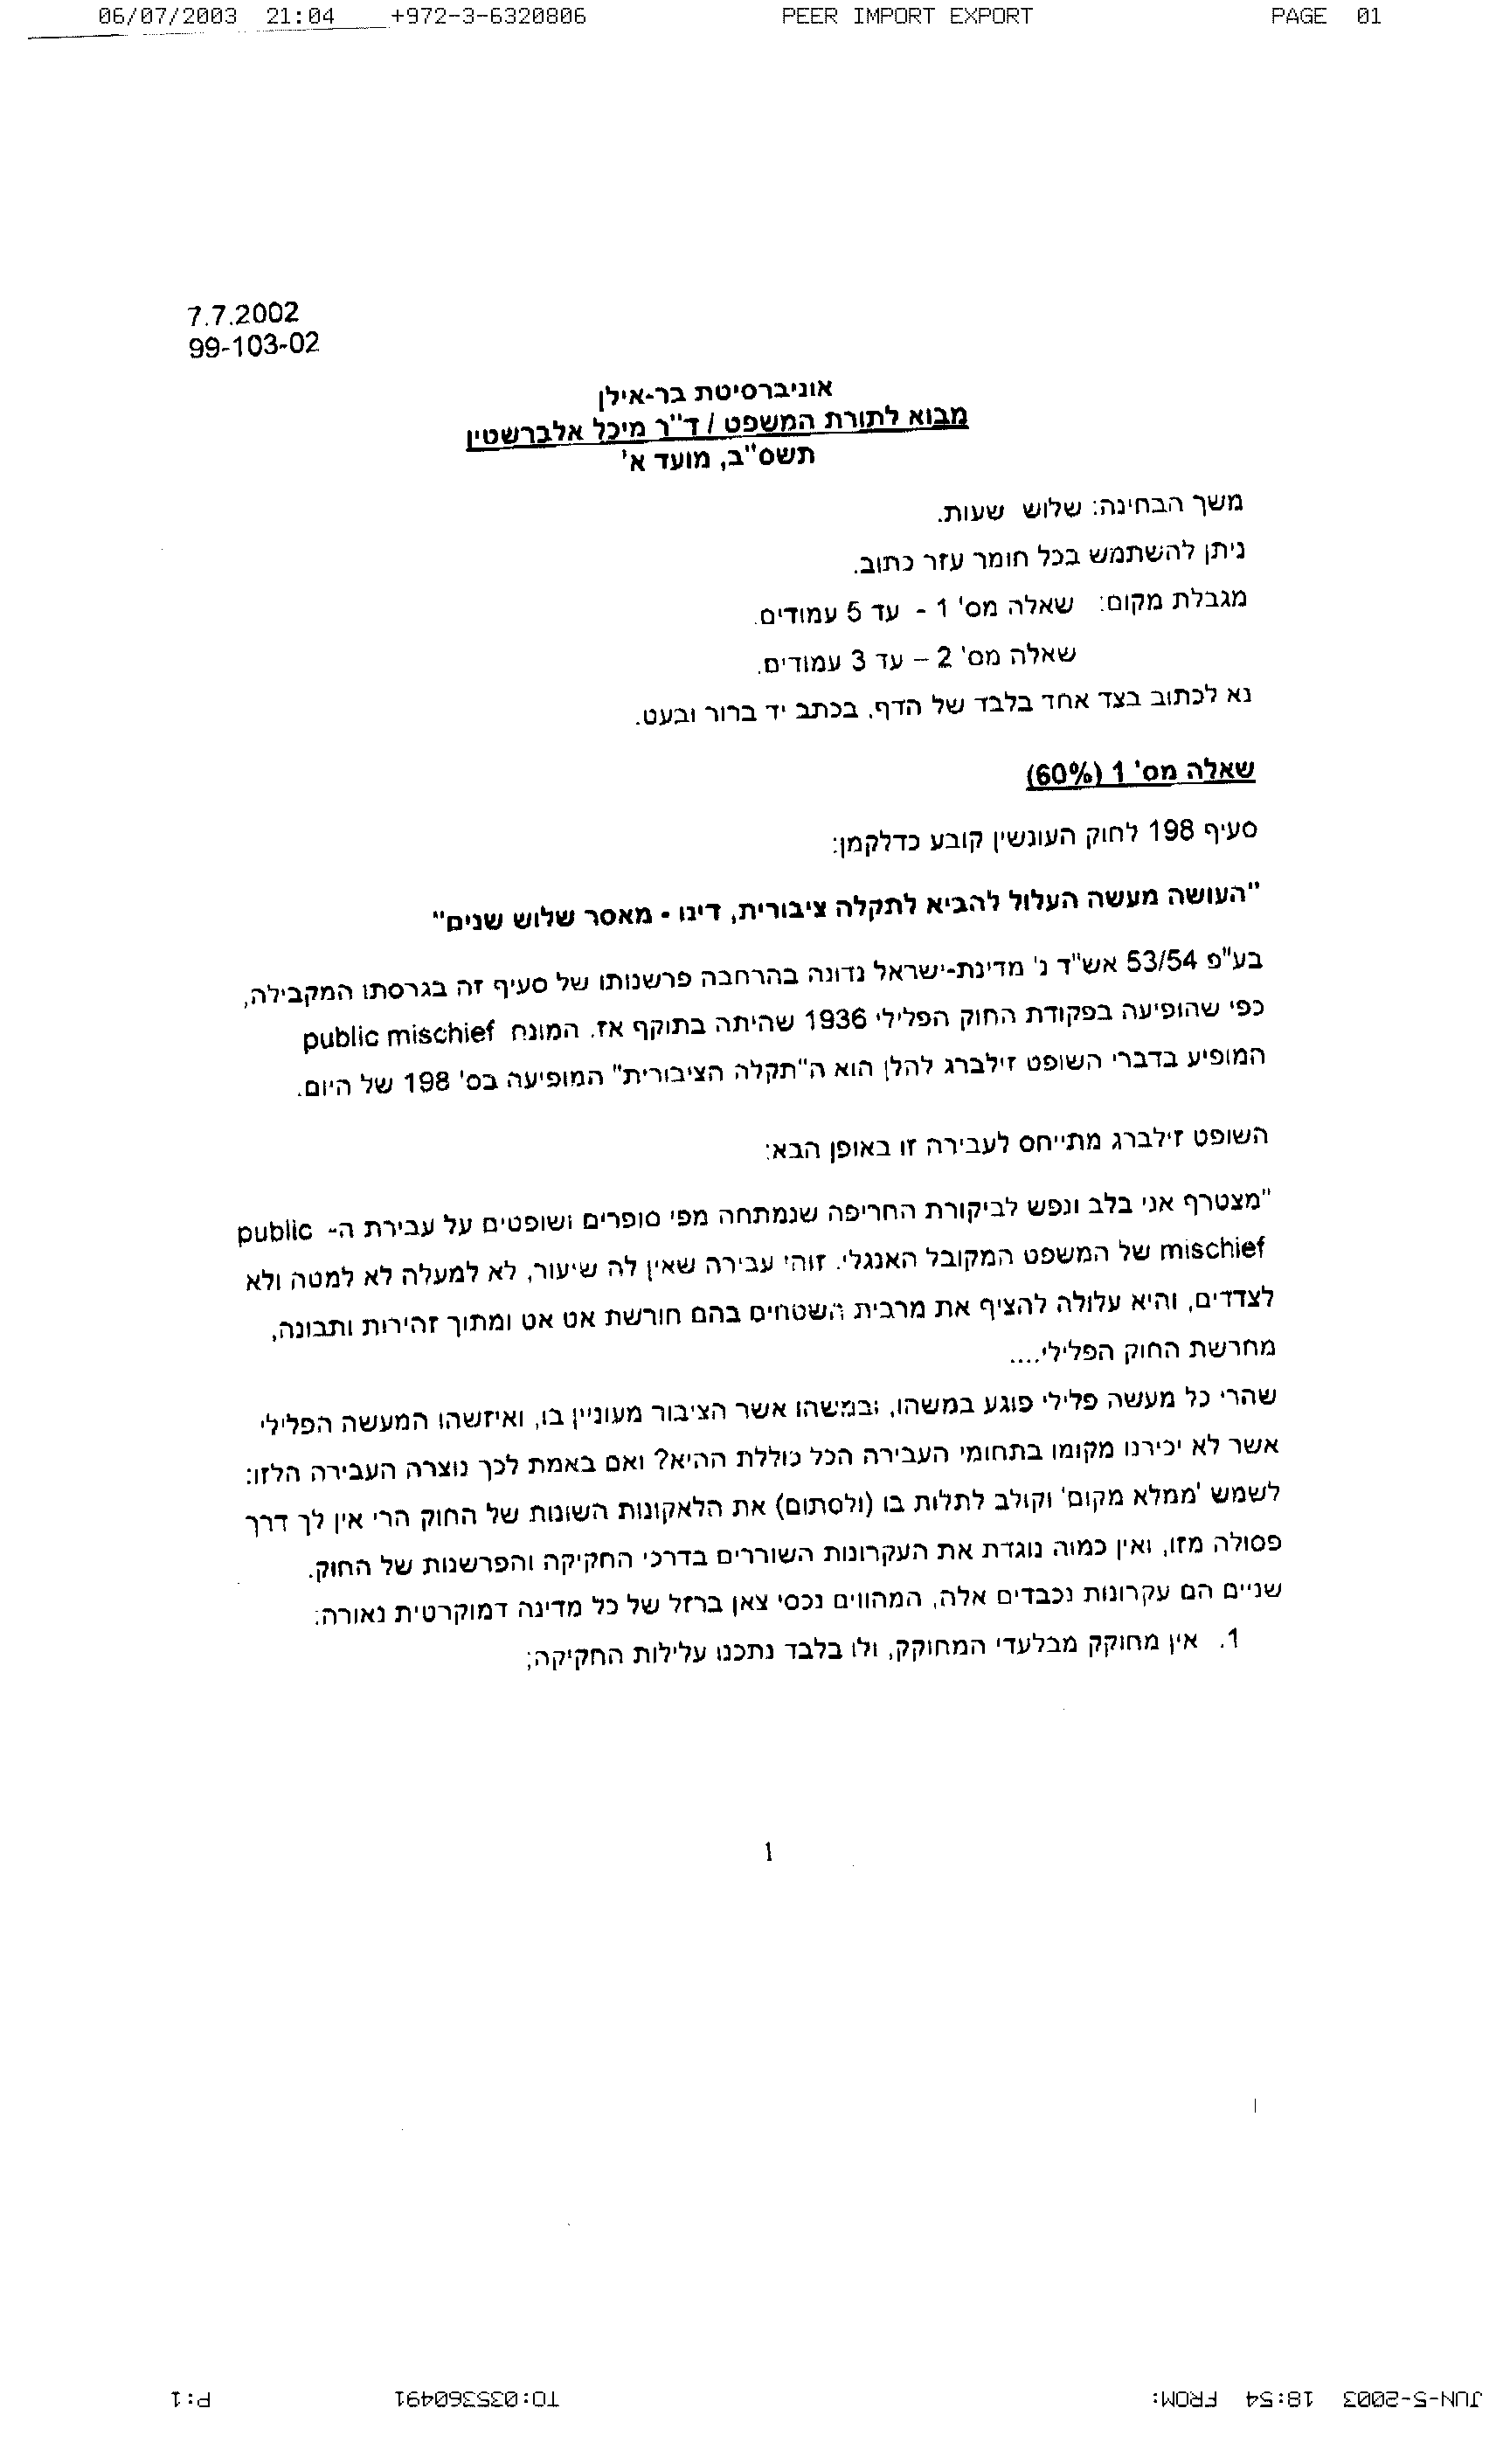 06/07/2003 21:04 +972-3-6320806 PEER IMPORT EXPORT PAGE 01
7.7.2002
99-103-02
אוניברסיטת בר-אילן
מבוא לתורת המשפט / ד"ר מיכל אלברשטין
תשס"ב, מועד א'
משך הבחינה: שלוש שעות.
ניתן להשתמש בכל חומר עזר כתוב.
מגבלת מקום: שאלה מס' 1 - עד 5 עמודים.
שאלה מס' 2 – עד 3 עמודים.
נא לכתוב בצד אחד בלבד של הדף, בכתב יד ברור ובעט.
שאלה מס' 1 (60%)
סעיף 198 לחוק העונשין קובע כדלקמן:
"העושה מעשה העלול להביא לתקלה ציבורית, דינו - מאסר שלוש שנים"
בע"פ 53/54 אש"ד נ' מדינת-ישראל נדונה בהרחבה פרשנותו של סעיף זה בגרסתו המקבילה,
כפי שהופיעה בפקודת החוק הפלילי 1936 שהיתה בתוקף אז. המונח public mischief
המופיע בדברי השופט זילברג להלן הוא ה"תקלה הציבורית" המופיעה בס' 198 של היום.
השופט זילברג מתייחס לעבירה זו באופן הבא:
"מצטרף אני בלב ונפש לביקורת החריפה שנמתחה מפי סופרים ושופטים על עבירת ה- public
mischief של המשפט המקובל האנגלי. זוהי עבירה שאין לה שיעור, לא למעלה לא למטה ולא
לצדדים, והיא עלולה להציף את מרבית השטחים בהם חורשת אט אט ומתוך זהירות ותבונה,
מחרשת החוק הפלילי....
שהרי כל מעשה פלילי פוגע במשהו, ובמשהו אשר הציבור מעוניין בו, ואיזשהו המעשה הפלילי
אשר לא יכירנו מקומו בתחומי העבירה הכל כוללת ההיא? ואם באמת לכך נוצרה העבירה הלזו:
לשמש 'ממלא מקום' וקולב לתלות בו (ולסתום) את הלאקונות השונות של החוק הרי אין לך דרך
פסולה מזו, ואין כמוה נוגדת את העקרונות השוררים בדרכי החקיקה והפרשנות של החוק.
שניים הם עקרונות נכבדים אלה, המהווים נכסי צאן ברזל של כל מדינה דמוקרטית נאורה:
1. אין מחוקק מבלעדי המחוקק, ולו בלבד נתכנו עלילות החקיקה;
1
JUN-5-2003 18:54 FROM: TO:035360491 P:1